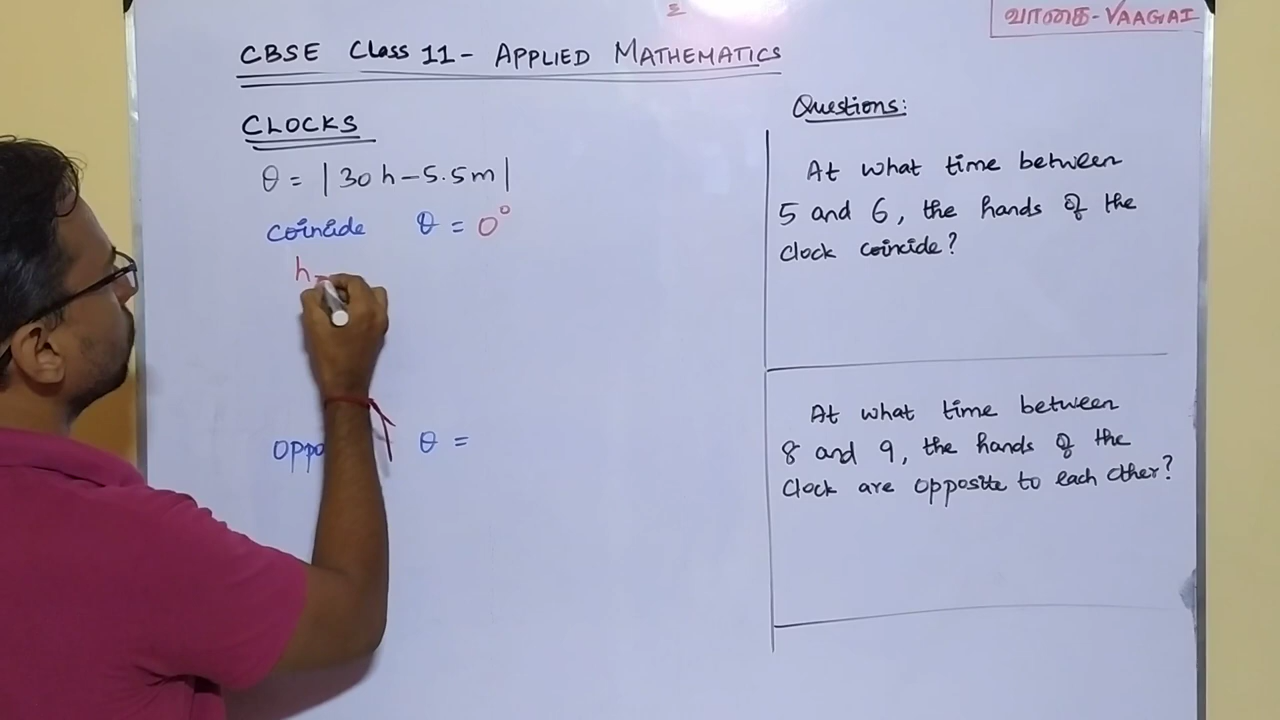 வாகை-VAAGAI
CBSE Class 11- APPLIED MATHEMATICS
CLOCKS
θ = |30h-5.5m|
coincide θ = 0°
h
oppo θ =
Questions:
At what time between
5 and 6, the hands of the
clock coincide?
At what time between
8 and 9, the hands of the
clock are opposite to each other?